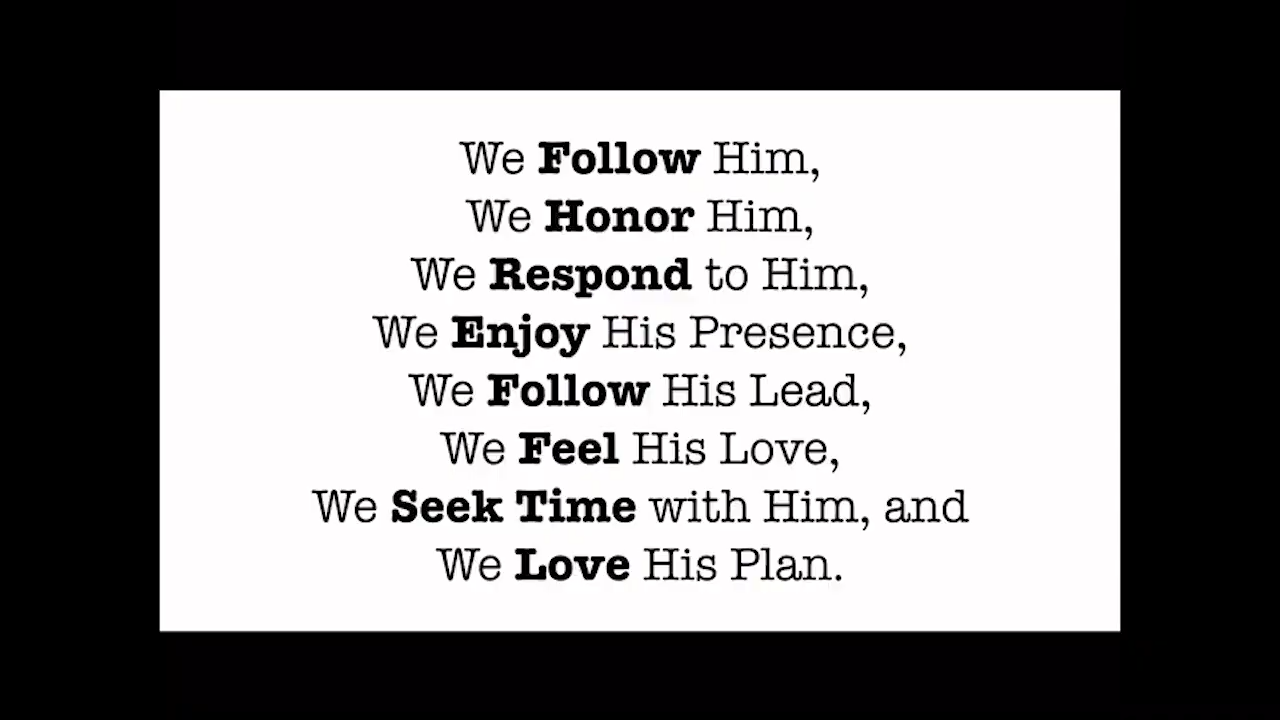 We Follow Him,
We Honor Him,
We Respond to Him,
We Enjoy His Presence,
We Follow His Lead,
We Feel His Love,
We Seek Time with Him, and
We Love His Plan.